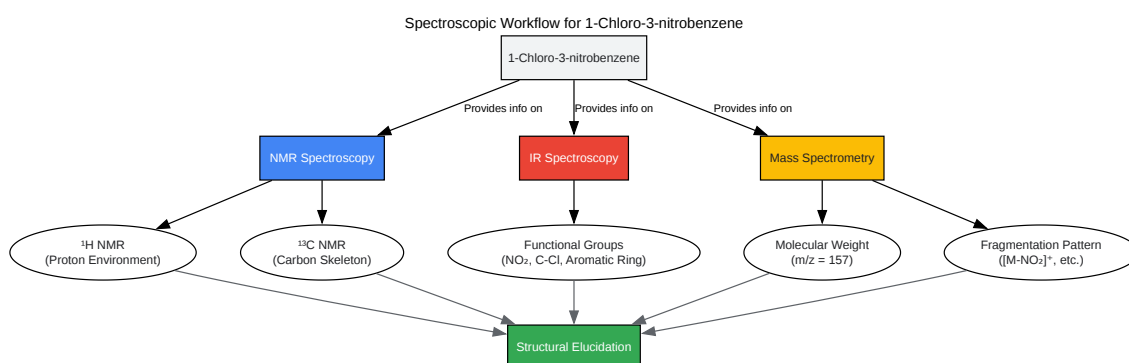 Spectroscopic Workflow for 1-Chloro-3-nitrobenzene
1-Chloro-3-nitrobenzene
Provides info on
Provides info on
Provides info on
NMR Spectroscopy
IR Spectroscopy
Mass Spectrometry
¹H NMR
(Proton Environment)
¹³C NMR
(Carbon Skeleton)
Functional Groups
(NO₂, C-Cl, Aromatic Ring)
Molecular Weight
(m/z = 157)
Fragmentation Pattern
([M-NO₂]⁺, etc.)
Structural Elucidation